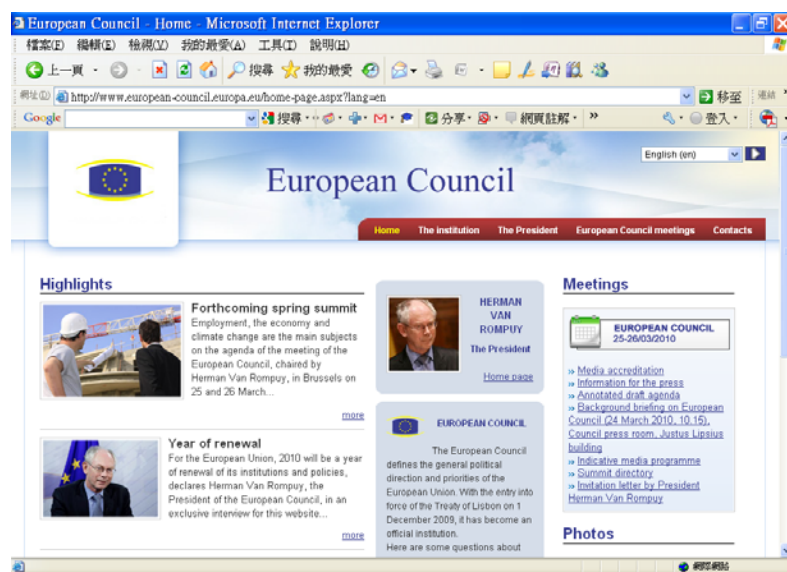 European Council - Home - Microsoft Internet Explorer
檔案(F) 編輯(E) 檢視(V) 我的最愛(A) 工具(T) 說明(H)
上一頁 搜尋 我的最愛
網址(D) http://www.european-council.europa.eu/home-page.aspx?lang=en 移至 連結 »
Google 搜尋 分享 網頁註解 » 登入
English (en)
European Council
Home The institution The President European Council meetings Contacts
Highlights
Forthcoming spring summit
Employment, the economy and
climate change are the main subjects
on the agenda of the meeting of the
European Council, chaired by
Herman Van Rompuy, in Brussels on
25 and 26 March...
more
Year of renewal
For the European Union, 2010 will be a
year of renewal of its institutions and policies,
declares Herman Van Rompuy, the
President of the European Council, in an
exclusive interview for this website...
more
HERMAN
VAN
ROMPUY
The President
Home page
EUROPEAN COUNCIL
The European Council
defines the general political
direction and priorities of the
European Union. With the entry into
force of the Treaty of Lisbon on 1
December 2009, it has become an
official institution.
Here are some questions about
Meetings
EUROPEAN COUNCIL
25-26/03/2010
» Media accreditation
» Information for the press
» Annotated draft agenda
» Background briefing on European
Council (24 March 2010, 10.15),
Council press room, Justus Lipsius
building
» Indicative media programme
» Summit directory
» Invitation letter by President
Herman Van Rompuy
Photos
網際網路